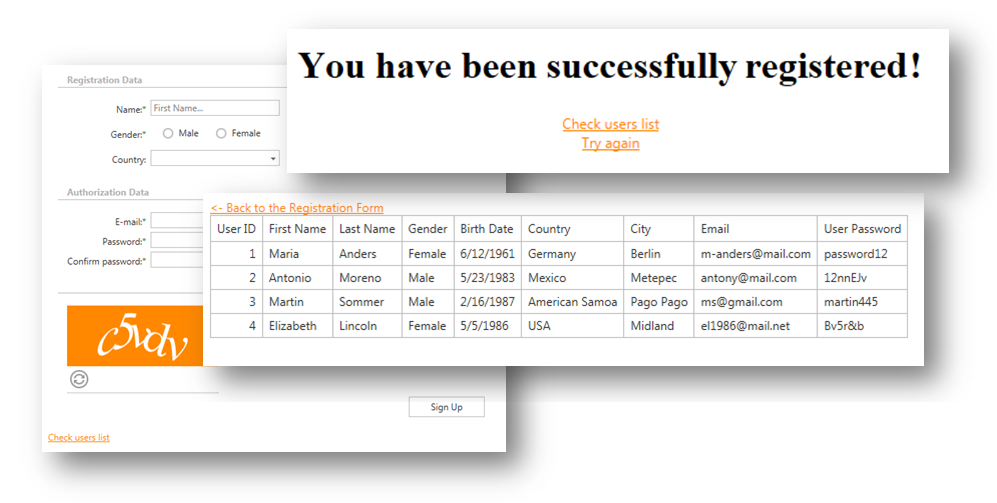 You have been successfully registered!
Check users list
Try again
Registration Data
Name:* First Name...
Gender:* Male Female
Country:
Authorization Data
E-mail:*
Password:*
Confirm password:*
<- Back to the Registration Form
User ID First Name Last Name Gender Birth Date Country City Email User Password
1 Maria Anders Female 6/12/1961 Germany Berlin m-anders@mail.com password12
2 Antonio Moreno Male 5/23/1983 Mexico Metepec antony@mail.com 12nnEJv
3 Martin Sommer Male 2/16/1987 American Samoa Pago Pago ms@gmail.com martin445
4 Elizabeth Lincoln Female 5/5/1986 USA Midland el1986@mail.net Bv5r&b
c5vdv
Sign Up
Check users list